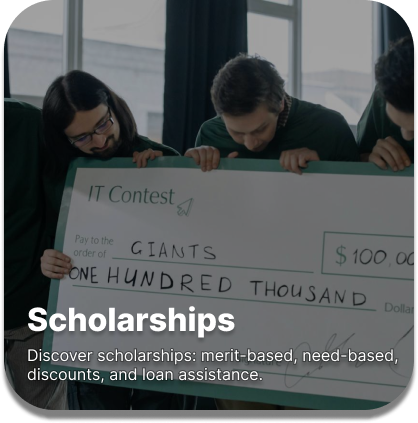 IT Contest
Pay to the
order of
GIANTS
$ 100,00
ONE HUNDRED THOUSAND
Dollar
Scholarships
Discover scholarships: merit-based, need-based,
discounts, and loan assistance.